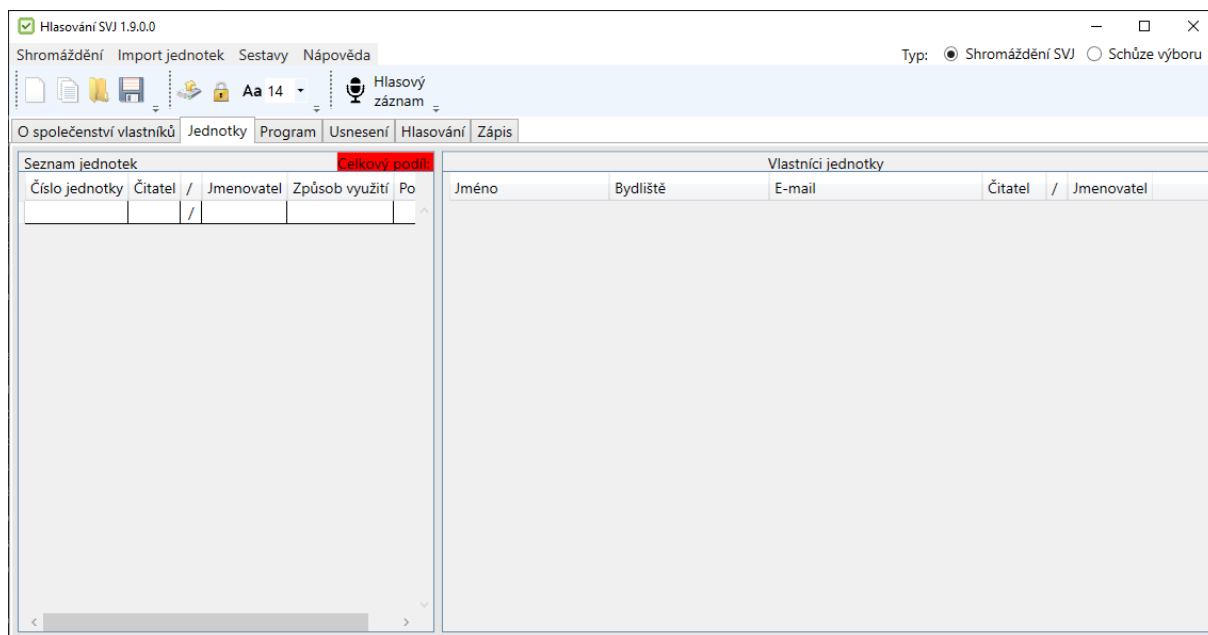 Hlasování SVJ 1.9.0.0
Shromáždění Import jednotek Sestavy Nápověda Typ: Shromáždění SVJ Schůze výboru
Aa 14 Hlasový
záznam
O společenství vlastníků Jednotky Program Usnesení Hlasování Zápis
Seznam jednotek Celkový podíl: Vlastníci jednotky
Číslo jednotky Čitatel / Jmenovatel Způsob využití Po Jméno Bydliště E-mail Čitatel / Jmenovatel
/